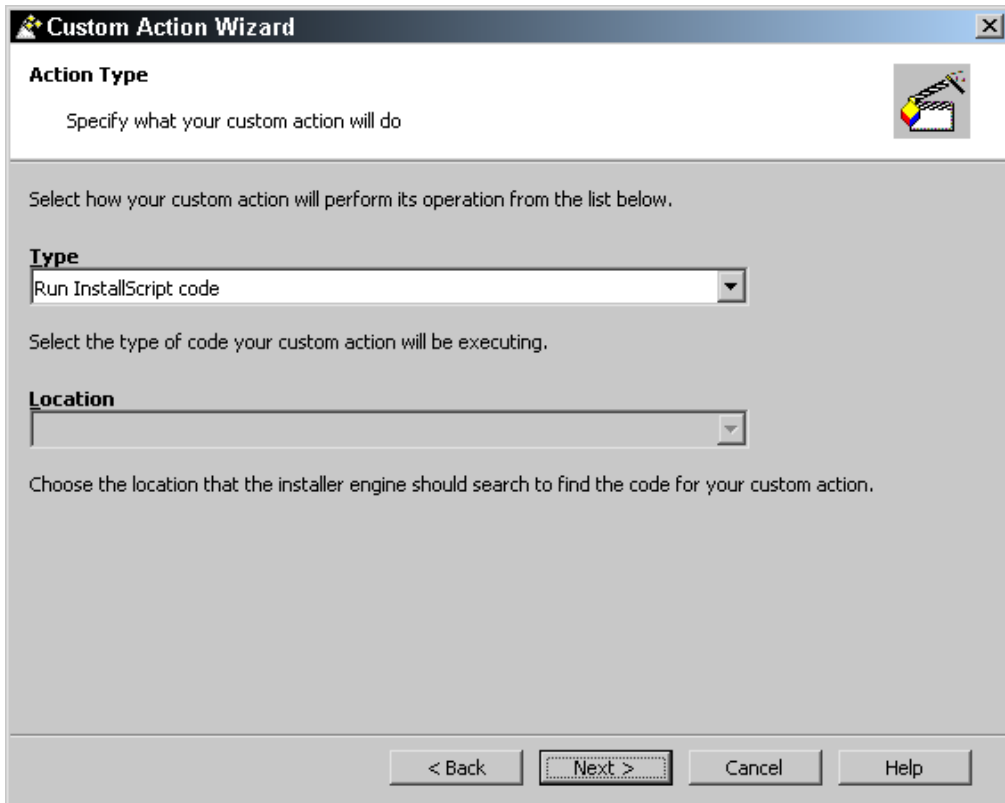 Custom Action Wizard
Action Type
Specify what your custom action will do
Select how your custom action will perform its operation from the list below.
Type
Run InstallScript code
Select the type of code your custom action will be executing.
Location
Choose the location that the installer engine should search to find the code for your custom action.
< Back Next > Cancel Help